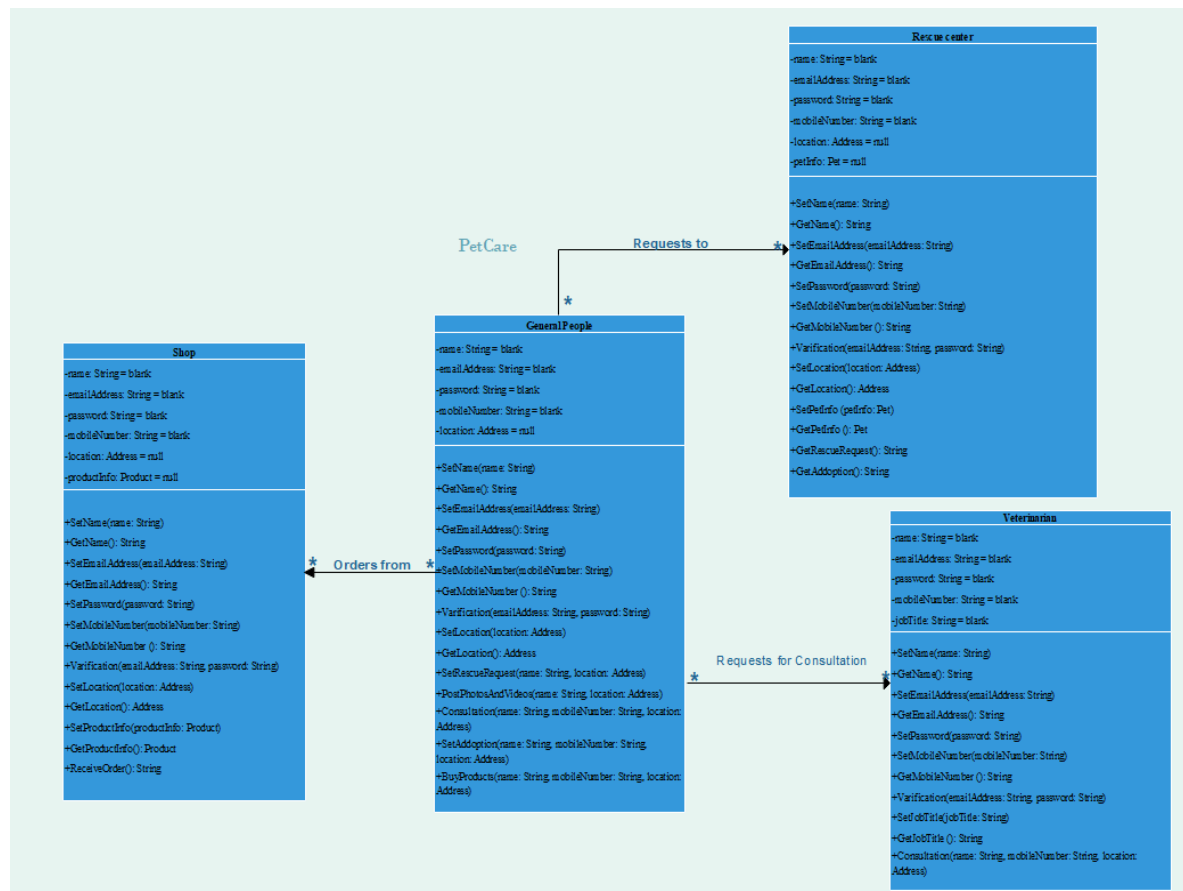 Rescue center
-name: String = blank
-emailAddress: String = blank
-password: String = blank
-mobileNumber: String = blank
-location: Address = null
-petInfo: Pet = null
+SetName(name: String)
+GetName(): String
+SetEmailAddress(emailAddress: String)
+GetEmailAddress(): String
+SetPassword(password: String)
+SetMobileNumber(mobileNumber: String)
+GetMobileNumber (): String
+Varification(emailAddress: String, password: String)
+SetLocation(location: Address)
+GetLocation(): Address
+SetPetInfo (petInfo: Pet)
+GetPetInfo (): Pet
+GetRescueRequest(): String
+GetAddoption(): String
PetCare
Requests to
*
*
General People
-name: String = blank
-emailAddress: String = blank
-password: String = blank
-mobileNumber: String = blank
-location: Address = null
+SetName(name: String)
+GetName(): String
+SetEmailAddress(emailAddress: String)
+GetEmailAddress(): String
+SetPassword(password: String)
+SetMobileNumber(mobileNumber: String)
+GetMobileNumber (): String
+Varification(emailAddress: String, password: String)
+SetLocation(location: Address)
+GetLocation(): Address
+SetRescueRequest(name: String, location: Address)
+PostPhotosAndVideos(name: String, location: Address)
+Consultation(name: String, mobileNumber: String, location:
Address)
+SetAddoption(name: String, mobileNumber: String,
location: Address)
+BuyProducts(name: String, mobileNumber: String, location:
Address)
Shop
-name: String = blank
-emailAddress: String = blank
-password: String = blank
-mobileNumber: String = blank
-location: Address = null
-productInfo: Product = null
+SetName(name: String)
+GetName(): String
+SetEmailAddress(emailAddress: String)
+GetEmailAddress(): String
+SetPassword(password: String)
+SetMobileNumber(mobileNumber: String)
+GetMobileNumber (): String
+Varification(emailAddress: String, password: String)
+SetLocation(location: Address)
+GetLocation(): Address
+SetProductInfo(productInfo: Product)
+GetProductInfo(): Product
+ReceiveOrder(): String
* Orders from *
Requests for Consultation
*
*
Veterinarian
-name: String = blank
-emailAddress: String = blank
-password: String = blank
-mobileNumber: String = blank
-jobTitle: String = blank
+SetName(name: String)
+GetName(): String
+SetEmailAddress(emailAddress: String)
+GetEmailAddress(): String
+SetPassword(password: String)
+SetMobileNumber(mobileNumber: String)
+GetMobileNumber (): String
+Varification(emailAddress: String, password: String)
+SetJobTitle(jobTitle: String)
+GetJobTitle (): String
+Consultation(name: String, mobileNumber: String, location:
Address)